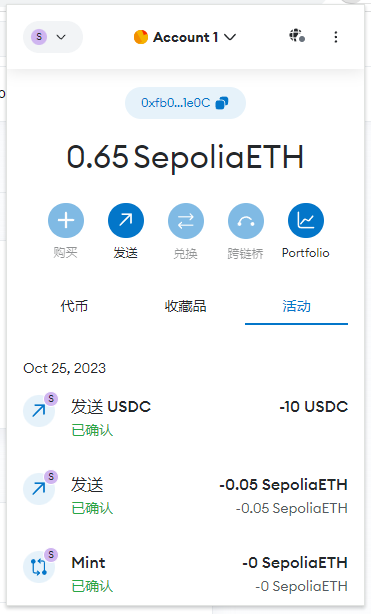 S
Account 1
0xfb0...1e0C
0.65 SepoliaETH
购买 发送 兑换 跨链桥 Portfolio
代币 收藏品 活动
Oct 25, 2023
S
发送 USDC -10 USDC
已确认
S
发送 -0.05 SepoliaETH
已确认 -0.05 SepoliaETH
S
Mint -0 SepoliaETH
已确认 -0 SepoliaETH